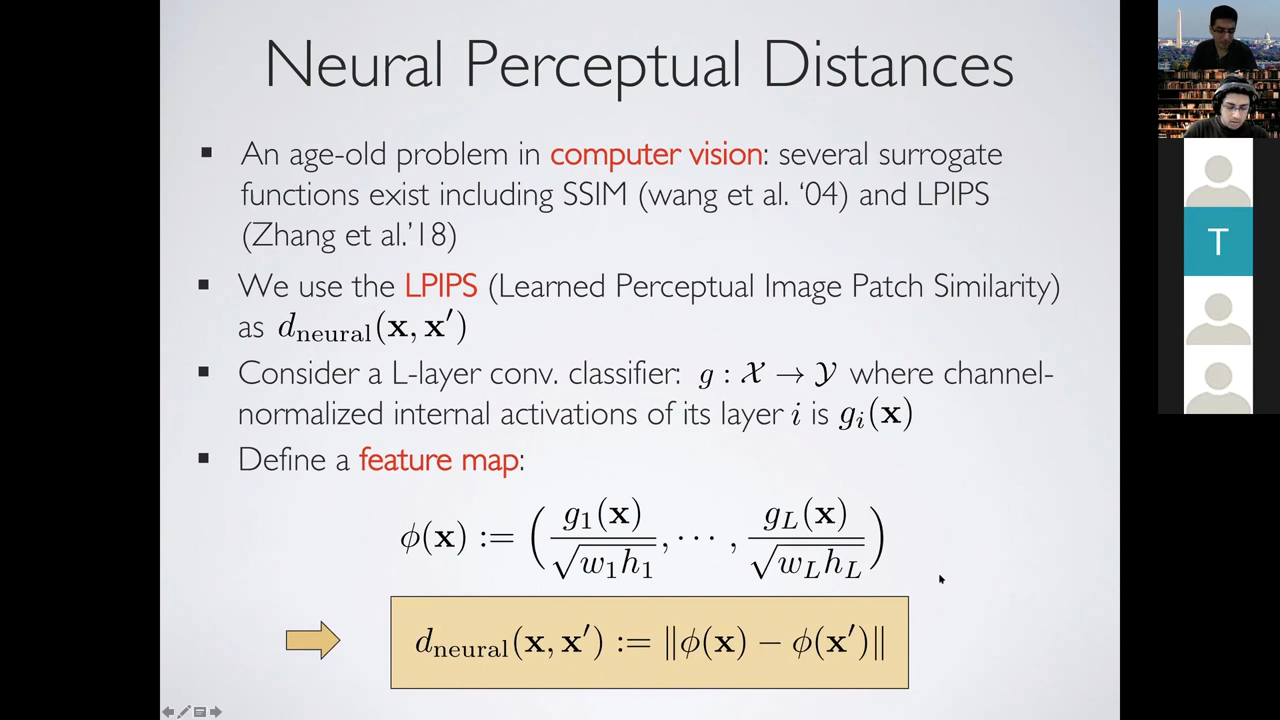 Neural Perceptual Distances
▪ An age-old problem in computer vision: several surrogate
functions exist including SSIM (wang et al. ‘04) and LPIPS
(Zhang et al.’18)
▪ We use the LPIPS (Learned Perceptual Image Patch Similarity)
as d_neural(x, x′)
▪ Consider a L-layer conv. classifier: g : 𝒳 → 𝒴 where channel-
normalized internal activations of its layer i is g_i(x)
▪ Define a feature map:
ϕ(x) := ( g_1(x) / √(w_1h_1), ⋯ , g_L(x) / √(w_Lh_L) )
d_neural(x, x′) := ‖ϕ(x) − ϕ(x′)‖
T